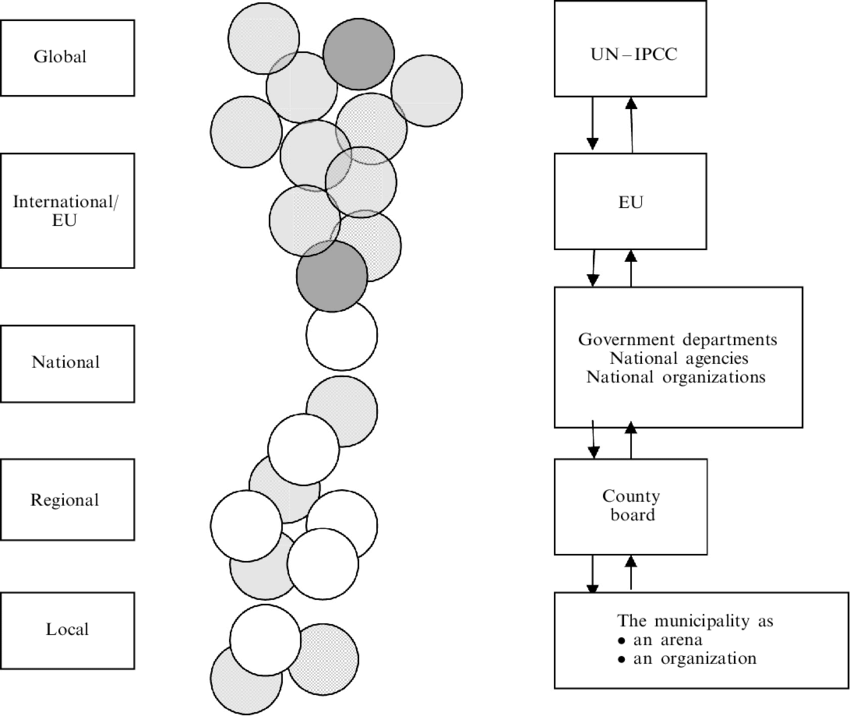 Global
UN–IPCC
International/
EU
EU
National
Government departments
National agencies
National organizations
Regional
County
board
Local
The municipality as
• an arena
• an organization